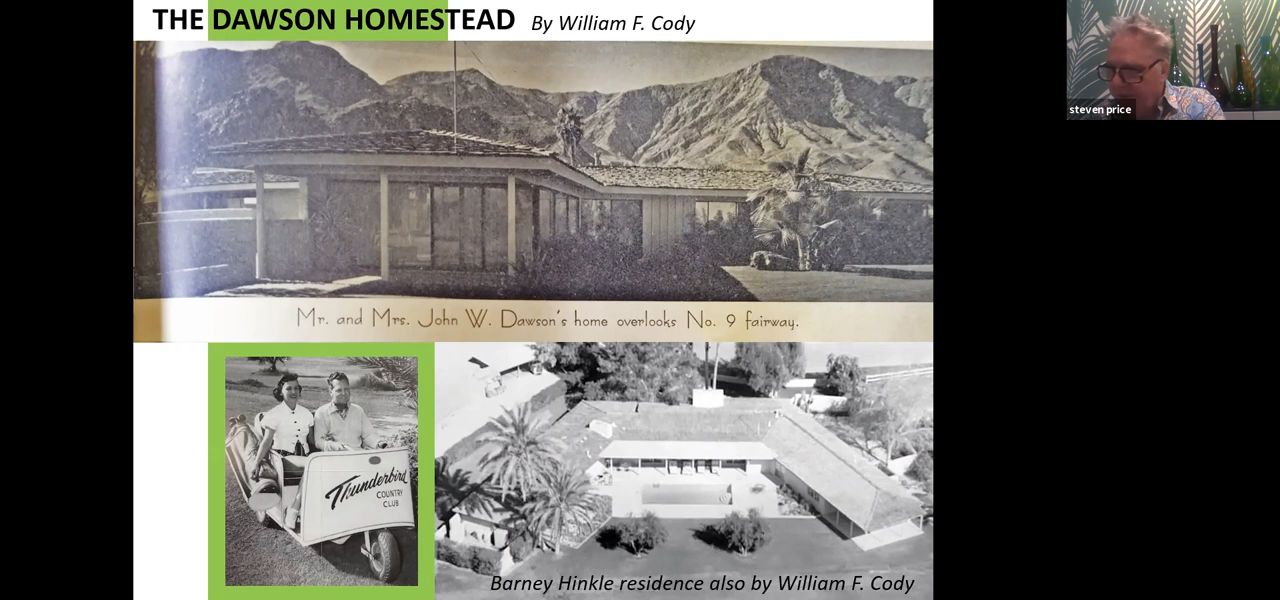 THE DAWSON HOMESTEAD By William F. Cody
steven price
Mr. and Mrs. John W. Dawson's home overlooks No. 9 fairway.
Thunderbird
COUNTRY
CLUB
Barney Hinkle residence also by William F. Cody